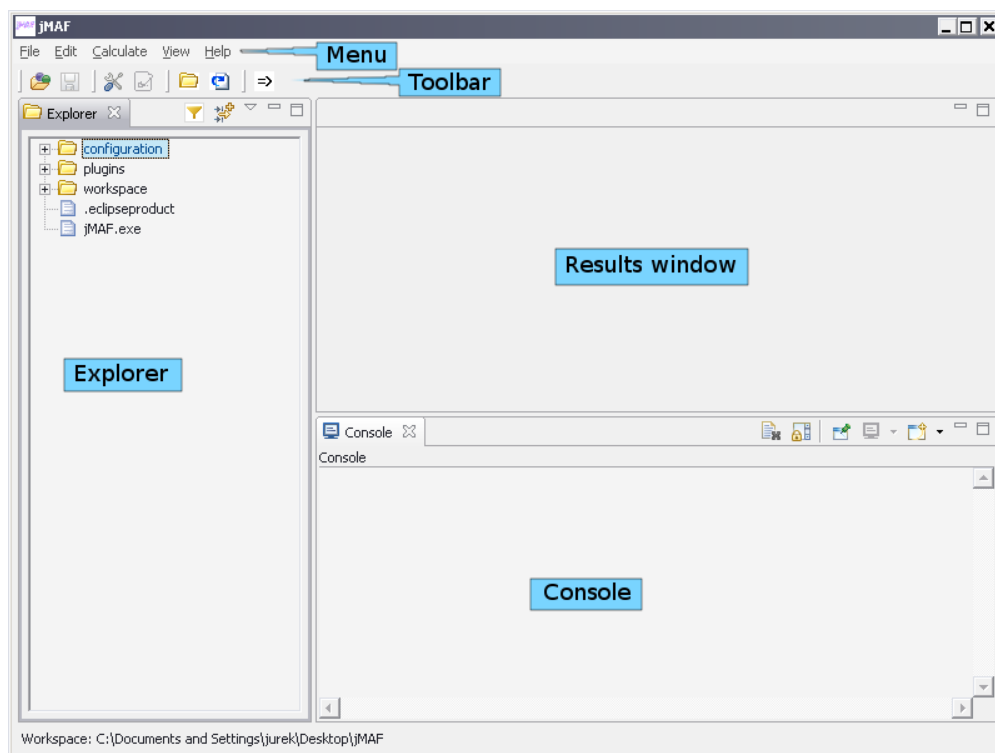 jMAF
File Edit Calculate View Help
Menu
Toolbar
Explorer
configuration
plugins
workspace
.eclipseproduct
jMAF.exe
Explorer
Results window
Console
Console
Console
Workspace: C:\Documents and Settings\jurek\Desktop\jMAF